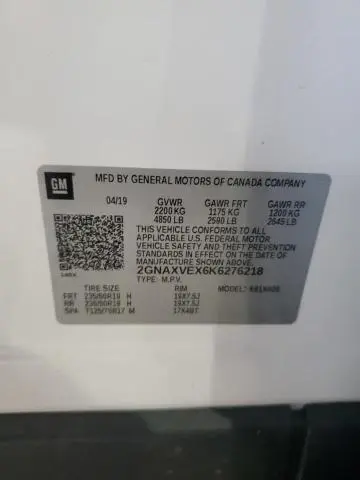 GM
MFD BY GENERAL MOTORS OF CANADA COMPANY
04/19 GVWR GAWR FRT GAWR RR
2200 KG 1175 KG 1200 KG
4850 LB 2590 LB 2645 LB
THIS VEHICLE CONFORMS TO ALL
APPLICABLE U.S. FEDERAL MOTOR
VEHICLE SAFETY, BUMPER, AND THEFT
PREVENTION STANDARDS IN EFFECT ON
THE DATE OF MANUFACTURE SHOWN ABOVE.
2GNAXVEX6K6276218
TYPE: M.P.V. MODEL:
TIRE SIZE RIM
FRT 235/50R19 H 19X7.5J
RR 235/50R19 H 19X7.5J
SPA T125/70R17 M 17X4BT